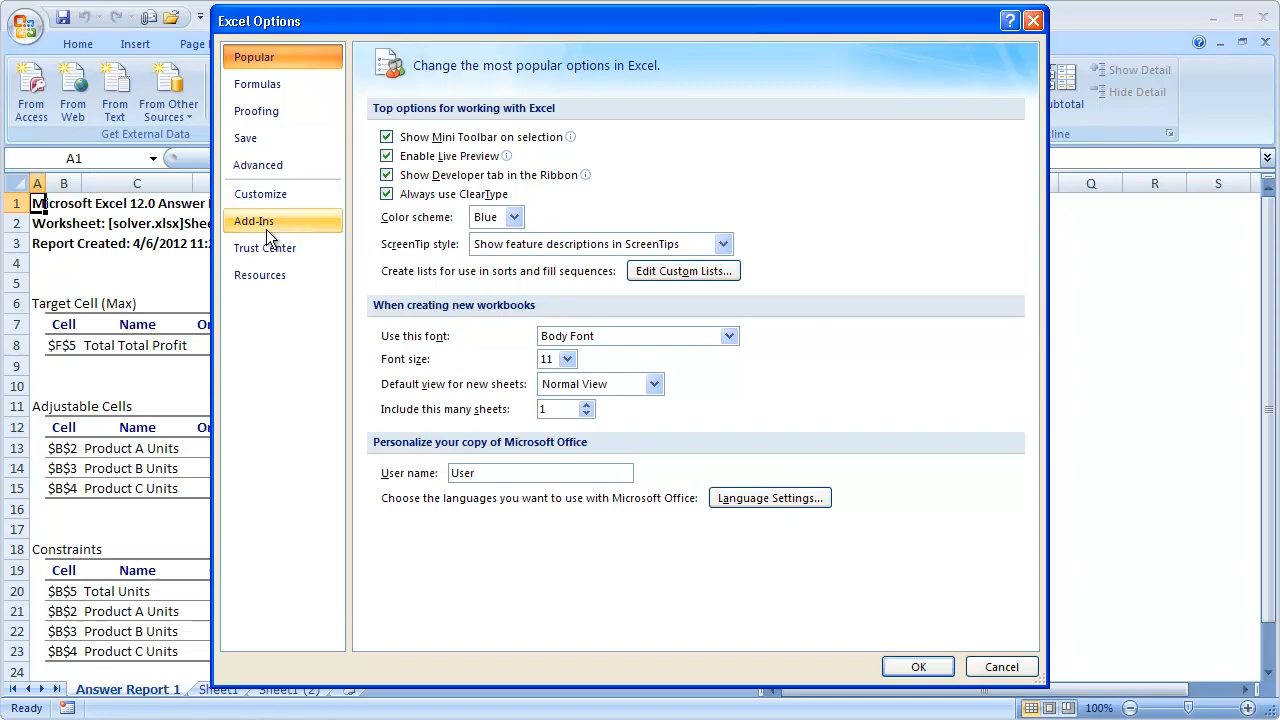 Excel Options
Home Insert Page
From Access
From Web
From Text
From Other Sources
Get External Data
Show Detail
Hide Detail
Subtotal
line
A1
A B C Q R S
1 Microsoft Excel 12.0 Answer
2 Worksheet: [solver.xlsx]Shee
3 Report Created: 4/6/2012 11:
4
5
6 Target Cell (Max)
7 Cell Name
8 $F$5 Total Total Profit
9
10
11 Adjustable Cells
12 Cell Name
13 $B$2 Product A Units
14 $B$3 Product B Units
15 $B$4 Product C Units
16
17
18 Constraints
19 Cell Name
20 $B$5 Total Units
21 $B$2 Product A Units
22 $B$3 Product B Units
23 $B$4 Product C Units
24
Answer Report 1 Sheet1 Sheet1 (2)
Ready
100%
Popular
Formulas
Proofing
Save
Advanced
Customize
Add-Ins
Trust Center
Resources
Change the most popular options in Excel.
Top options for working with Excel
Show Mini Toolbar on selection
Enable Live Preview
Show Developer tab in the Ribbon
Always use ClearType
Color scheme: Blue
ScreenTip style: Show feature descriptions in ScreenTips
Create lists for use in sorts and fill sequences: Edit Custom Lists...
When creating new workbooks
Use this font: Body Font
Font size: 11
Default view for new sheets: Normal View
Include this many sheets: 1
Personalize your copy of Microsoft Office
User name: User
Choose the languages you want to use with Microsoft Office: Language Settings...
OK Cancel